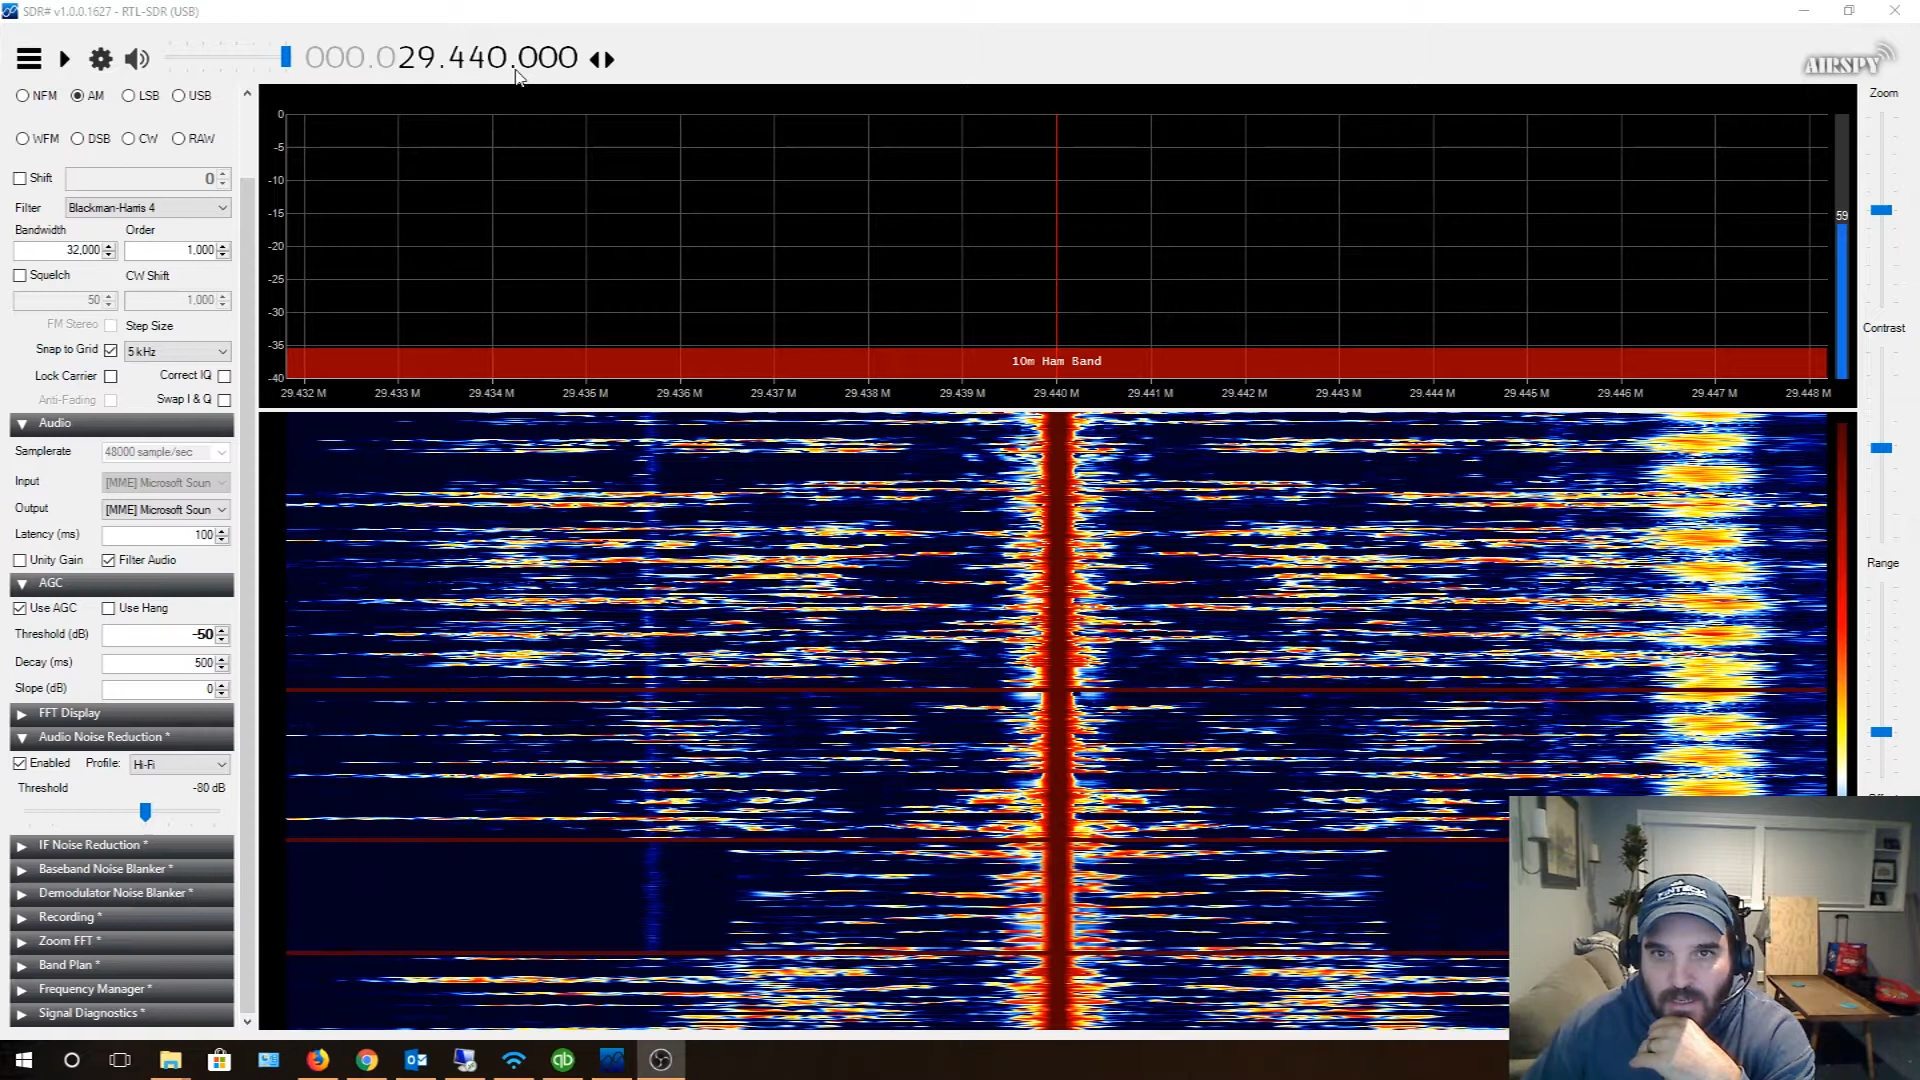 SDR# v1.0.0.1627 - RTL-SDR (USB)
000.029.440.000
AIRSPY
NFM AM LSB USB
WFM DSB CW RAW
Shift 0
Filter Blackman-Harris 4
Bandwidth Order
32,000 1,000
Squelch CW Shift
50 1,000
FM Stereo Step Size
Snap to Grid 5 kHz
Lock Carrier Correct IQ
Anti-Fading Swap I & Q
Audio
Samplerate 48000 sample/sec
Input [MME] Microsoft Soun
Output [MME] Microsoft Soun
Latency (ms) 100
Unity Gain Filter Audio
AGC
Use AGC Use Hang
Threshold (dB) -50
Decay (ms) 500
Slope (dB) 0
FFT Display
Audio Noise Reduction *
Enabled Profile: Hi-Fi
Threshold -80 dB
IF Noise Reduction *
Baseband Noise Blanker *
Demodulator Noise Blanker *
Recording *
Zoom FFT *
Band Plan *
Frequency Manager *
Signal Diagnostics *
0
-5
-10
-15
-20
-25
-30
-35
-40
10m Ham Band
29.432 M 29.433 M 29.434 M 29.435 M 29.436 M 29.437 M 29.438 M 29.439 M 29.440 M 29.441 M 29.442 M 29.443 M 29.444 M 29.445 M 29.446 M 29.447 M 29.448 M
59
Zoom
Contrast
Range
qb